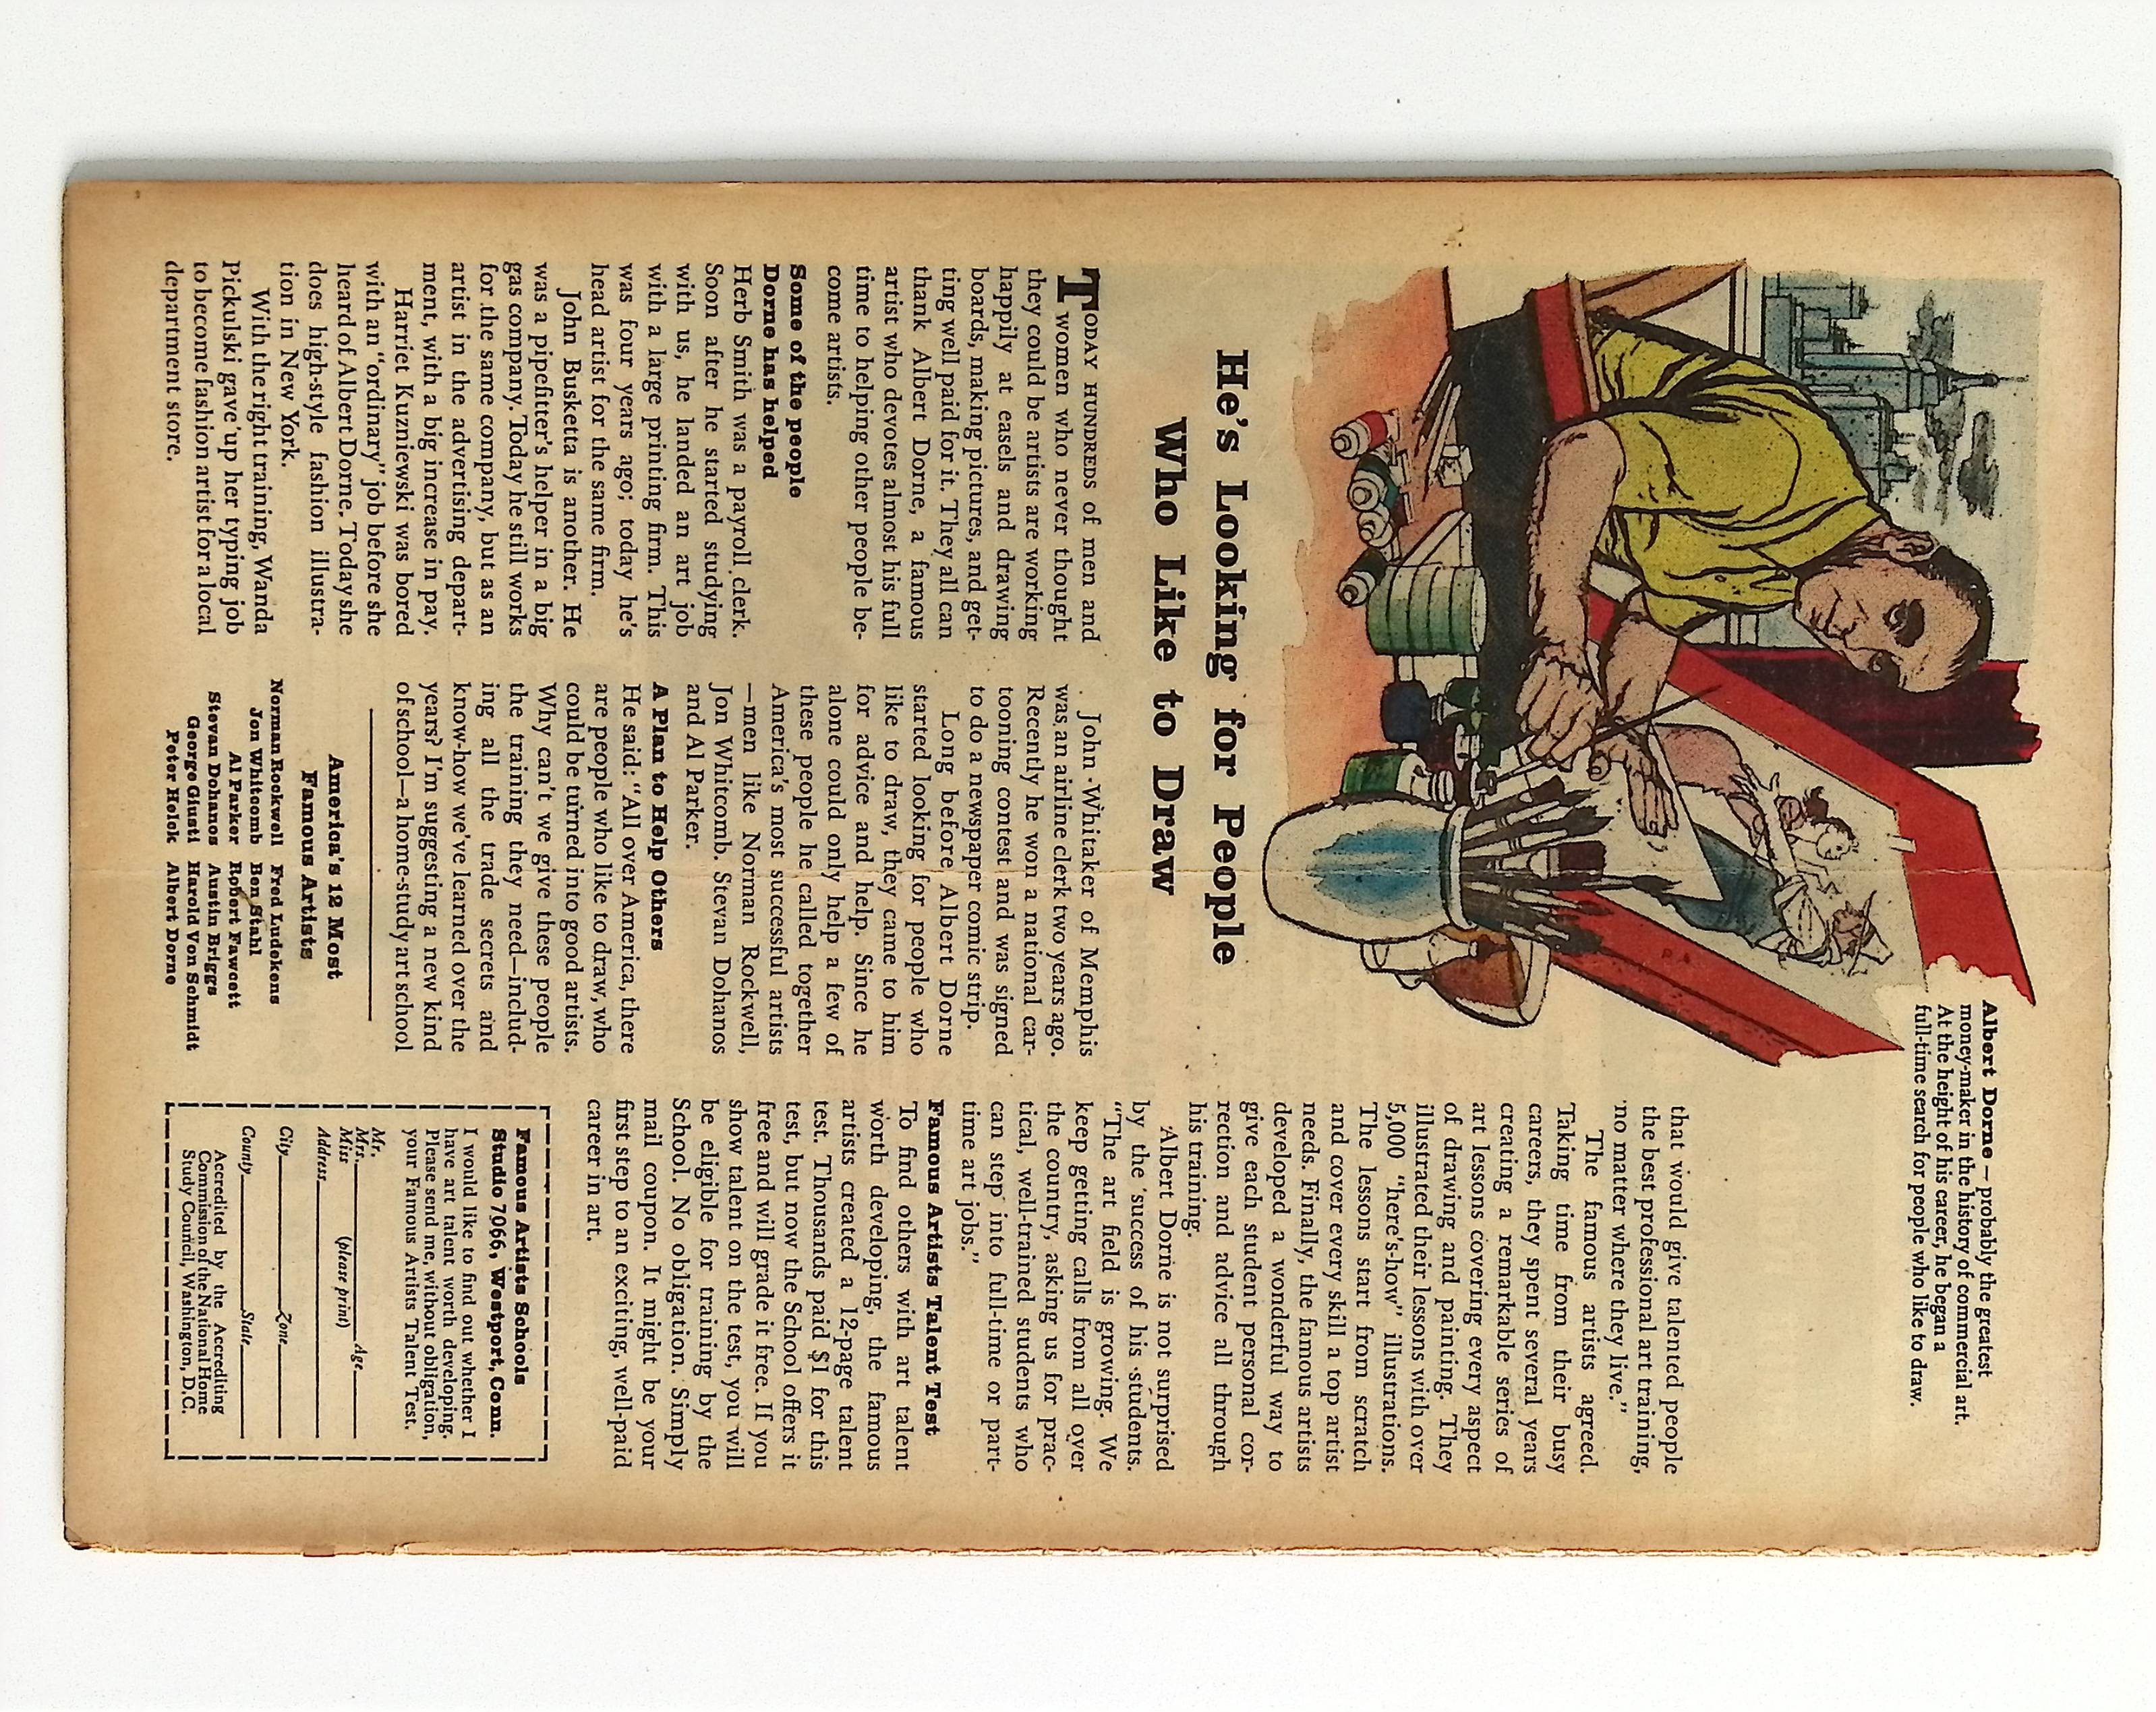 Albert Dorne — probably the greatest
money-maker in the history of commercial art.
At the height of his career, he began a
full-time search for people who like to draw.
He's Looking for People
Who Like to Draw
TODAY HUNDREDS of men and
women who never thought
they could be artists are working
happily at easels and drawing
boards, making pictures, and get-
ting well paid for it. They all can
thank Albert Dorne, a famous
artist who devotes almost his full
time to helping other people be-
come artists.
Some of the people
Dorne has helped
Herb Smith was a payroll clerk.
Soon after he started studying
with us, he landed an art job
with a large printing firm. This
was four years ago; today he's
head artist for the same firm.
John Busketta is another. He
was a pipefitter's helper in a big
gas company. Today he still works
for the same company, but as an
artist in the advertising depart-
ment, with a big increase in pay.
Harriet Kuzniewski was bored
with an "ordinary" job before she
heard of Albert Dorne. Today she
does high-style fashion illustra-
tion in New York.
With the right training, Wanda
Pickulski gave up her typing job
to become fashion artist for a local
department store.
John Whitaker of Memphis
was an airline clerk two years ago.
Recently he won a national car-
tooning contest and was signed
to do a newspaper comic strip.
Long before, Albert Dorne
started looking for people who
like to draw, they came to him
for advice and help. Since he
alone could only help a few of
these people he called together
America's most successful artists
—men like Norman Rockwell,
Jon Whitcomb. Stevan Dohanos
and Al Parker.
A Plan to Help Others
He said: "All over America, there
are people who like to draw, who
could be turned into good artists.
Why can't we give these people
the training they need—includ-
ing all the trade secrets and
know-how we've learned over the
years? I'm suggesting a new kind
of school—a home-study art school
America's 12 Most
Famous Artists
Norman Rockwell Fred Ludekens
Jon Whitcomb Ben Stahl
Al Parker Robert Fawcett
Stevan Dohanos Austin Briggs
George Giusti Harold Von Schmidt
Peter Helck Albert Dorne
that would give talented people
the best professional art training,
no matter where they live."
The famous artists agreed.
Taking time from their busy
careers, they spent several years
creating a remarkable series of
art lessons covering every aspect
of drawing and painting. They
illustrated their lessons with over
5,000 "here's-how" illustrations.
The lessons start from scratch
and cover every skill a top artist
needs. Finally, the famous artists
developed a wonderful way to
give each student personal cor-
rection and advice all through
his training.
Albert Dorne is not surprised
by the success of his students.
"The art field is growing. We
keep getting calls from all over
the country, asking us for prac-
tical, well-trained students who
can step into full-time or part-
time art jobs."
Famous Artists Talent Test
To find others with art talent
worth developing, the famous
artists created a 12-page talent
test. Thousands paid $1 for this
test, but now the School offers it
free and will grade it free. If you
show talent on the test, you will
be eligible for training by the
School. No obligation. Simply
mail coupon. It might be your
first step to an exciting, well-paid
career in art.
Famous Artists Schools
Studio 7066, Westport, Conn.
I would like to find out whether I
have art talent worth developing.
Please send me, without obligation,
your Famous Artists Talent Test.
Mr.
Mrs. Age
Miss (please print)
Address
City Zone
County State
Accredited by the Accrediting
Commission of the National Home
Study Council, Washington, D.C.